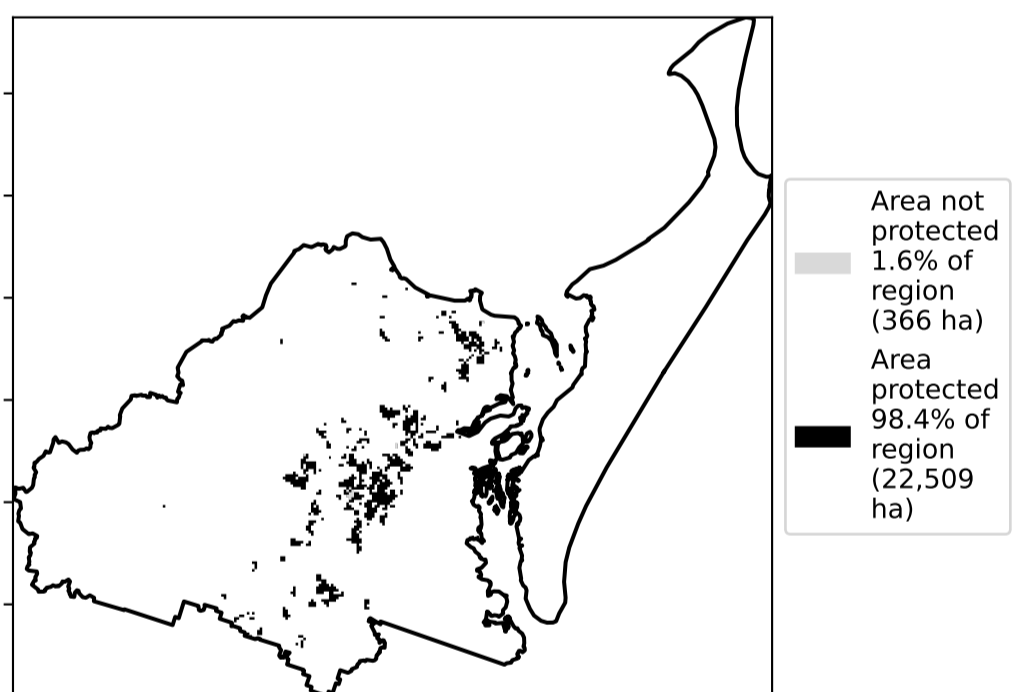 Area not
protected
1.6% of
region
(366 ha)
Area
protected
98.4% of
region
(22,509
ha)